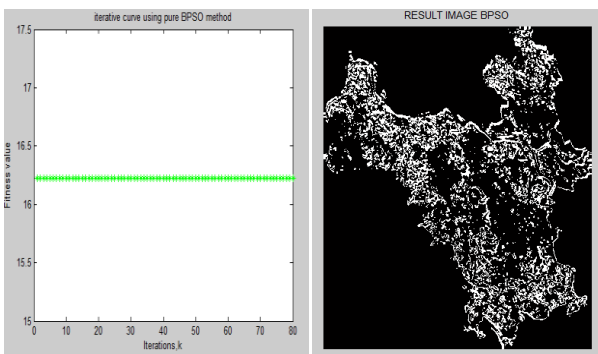 iterative curve using pure BPSO method
17.5
17
16.5
16
15.5
15
Fitness value
0 10 20 30 40 50 60 70 80
Iterations,k
RESULT IMAGE BPSO